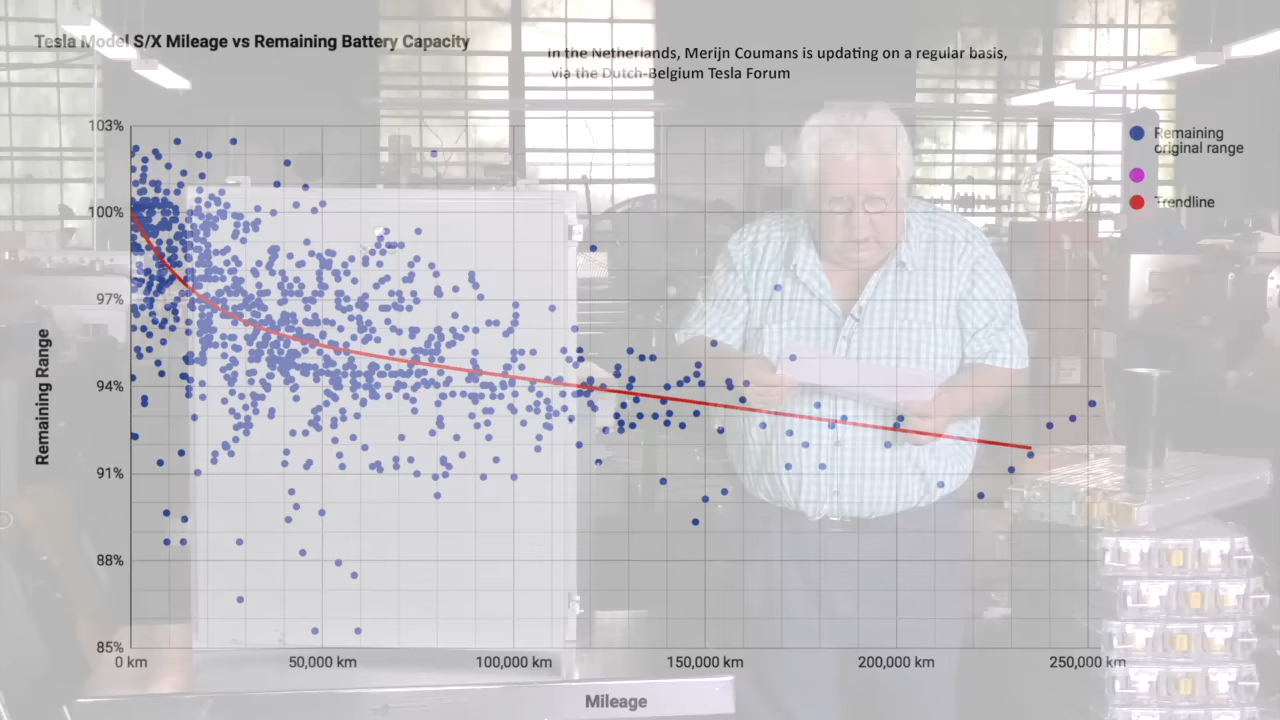 Tesla Model S/X Mileage vs Remaining Battery Capacity
in the Netherlands, Merijn Coumans is updating on a regular basis,
via the Dutch-Belgium Tesla Forum
103%
100%
97%
94%
91%
88%
85%
Remaining Range
0 km
50,000 km
100,000 km
150,000 km
200,000 km
250,000 km
Mileage
Remaining
original range
Trendline